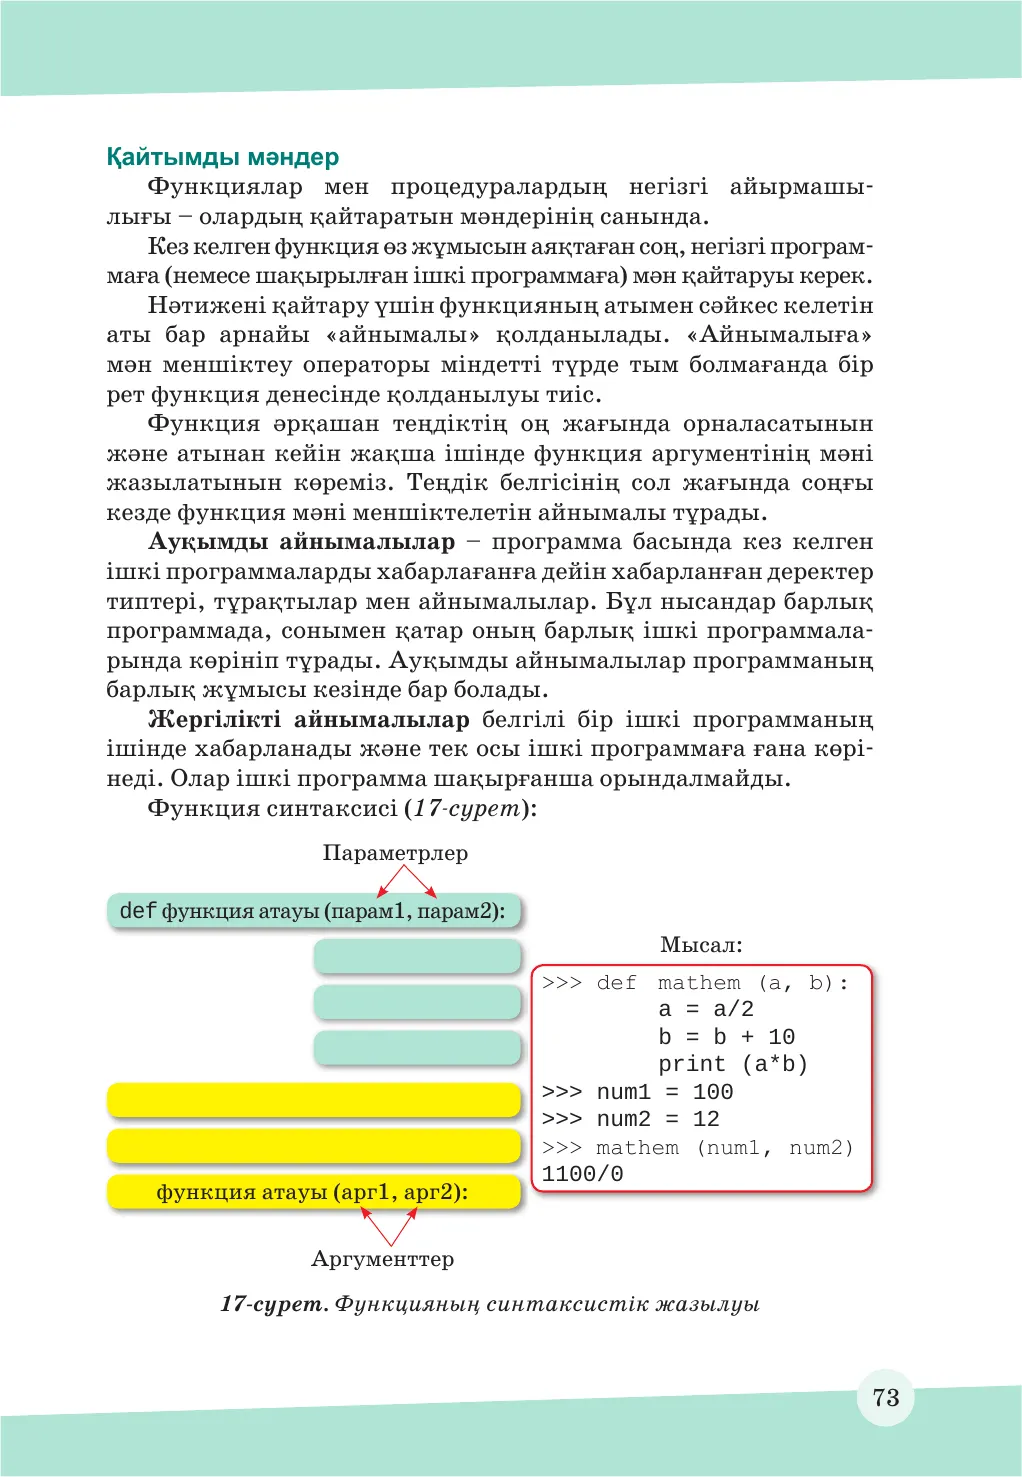 Қайтымды мәндер
Функциялар мен процедуралардың негізгі айырмашы-
лығы – олардың қайтаратын мәндерінің санында.
Кез келген функция өз жұмысын аяқтаған соң, негізгі програм-
маға (немесе шақырылған ішкі программаға) мән қайтаруы керек.
Нәтижені қайтару үшін функцияның атымен сәйкес келетін
аты бар арнайы «айнымалы» қолданылады. «Айнымалыға»
мән меншіктеу операторы міндетті түрде тым болмағанда бір
рет функция денесінде қолданылуы тиіс.
Функция әрқашан теңдіктің оң жағында орналасатынын
және атынан кейін жақша ішінде функция аргументінің мәні
жазылатынын көреміз. Теңдік белгісінің сол жағында соңғы
кезде функция мәні меншіктелетін айнымалы тұрады.
Ауқымды айнымалылар – программа басында кез келген
ішкі программаларды хабарлағанға дейін хабарланған деректер
типтері, тұрақтылар мен айнымалылар. Бұл нысандар барлық
программада, сонымен қатар оның барлық ішкі программала-
рында көрініп тұрады. Ауқымды айнымалылар программаның
барлық жұмысы кезінде бар болады.
Жергілікті айнымалылар белгілі бір ішкі программаның
ішінде хабарланады және тек осы ішкі программаға ғана көрі-
неді. Олар ішкі программа шақырғанша орындалмайды.
Функция синтаксисі (17-сурет):
Параметрлер
def функция атауы (парам1, парам2):
функция атауы (арг1, арг2):
Аргументтер
Мысал:
>>> def mathem (a, b):
a = a/2
b = b + 10
print (a*b)
>>> num1 = 100
>>> num2 = 12
>>> mathem (num1, num2)
1100/0
17-сурет. Функцияның синтаксистік жазылуы
73